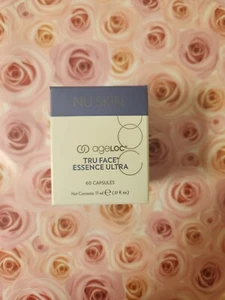 NU SKIN
ageLOC®
TRU FACE®
ESSENCE ULTRA
60 CAPSULES